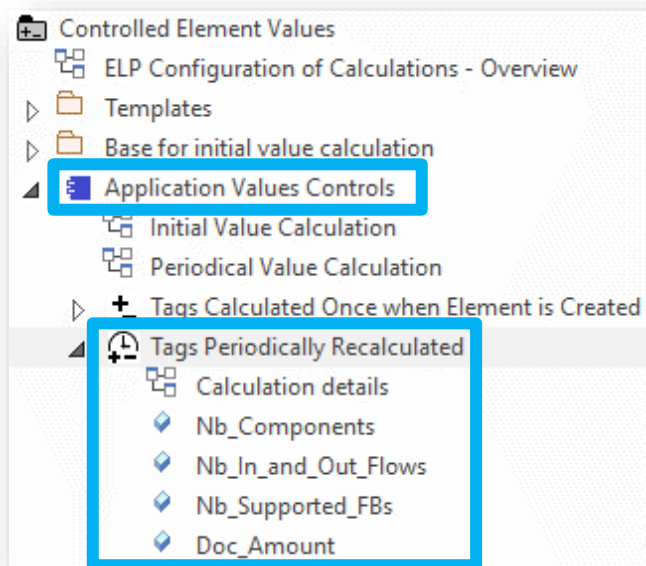 Controlled Element Values
ELP Configuration of Calculations - Overview
Templates
Base for initial value calculation
Application Values Controls
Initial Value Calculation
Periodical Value Calculation
Tags Calculated Once when Element is Created
Tags Periodically Recalculated
Calculation details
Nb_Components
Nb_In_and_Out_Flows
Nb_Supported_FBs
Doc_Amount